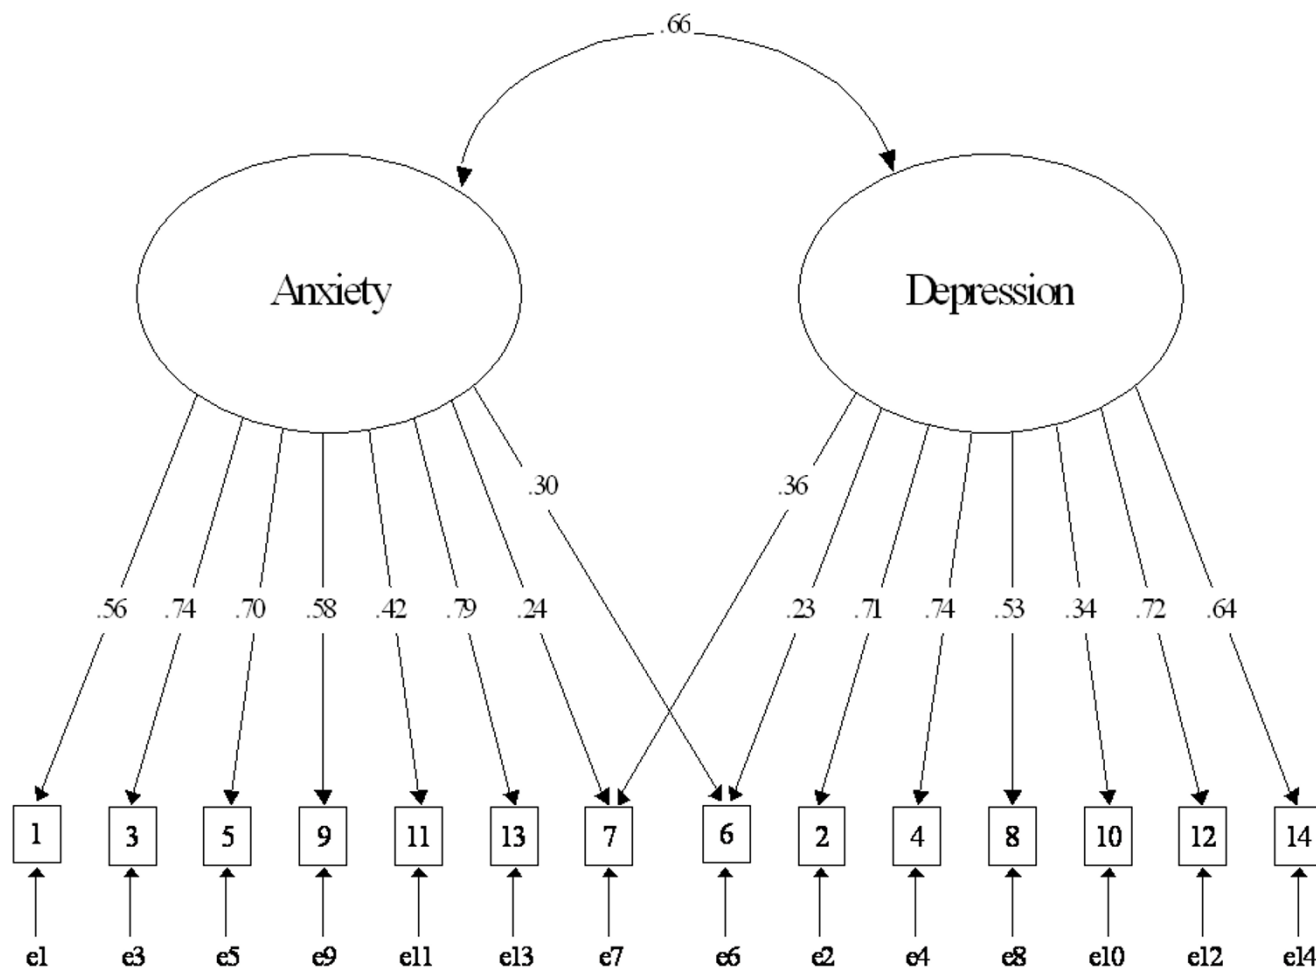 .66
Anxiety Depression
.30 .36
.56 .74 .70 .58 .42 .79 .24 .23 .71 .74 .53 .34 .72 .64
1 3 5 9 11 13 7 6 2 4 8 10 12 14
e1 e3 e5 e9 e11 e13 e7 e6 e2 e4 e8 e10 e12 e14